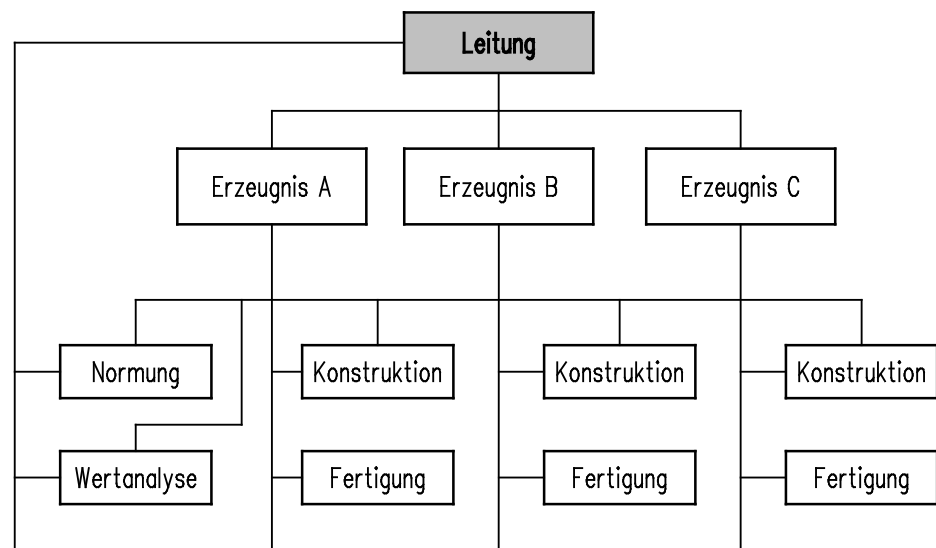 Leitung
Erzeugnis A
Erzeugnis B
Erzeugnis C
Normung
Konstruktion
Konstruktion
Konstruktion
Wertanalyse
Fertigung
Fertigung
Fertigung